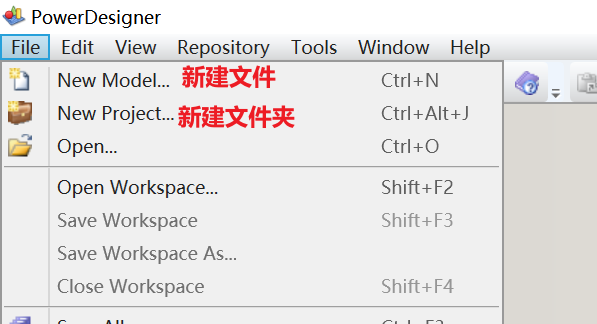 PowerDesigner
File Edit View Repository Tools Window Help
New Model... 新建文件 Ctrl+N
New Project... 新建文件夹 Ctrl+Alt+J
Open... Ctrl+O
Open Workspace... Shift+F2
Save Workspace Shift+F3
Save Workspace As...
Close Workspace Shift+F4